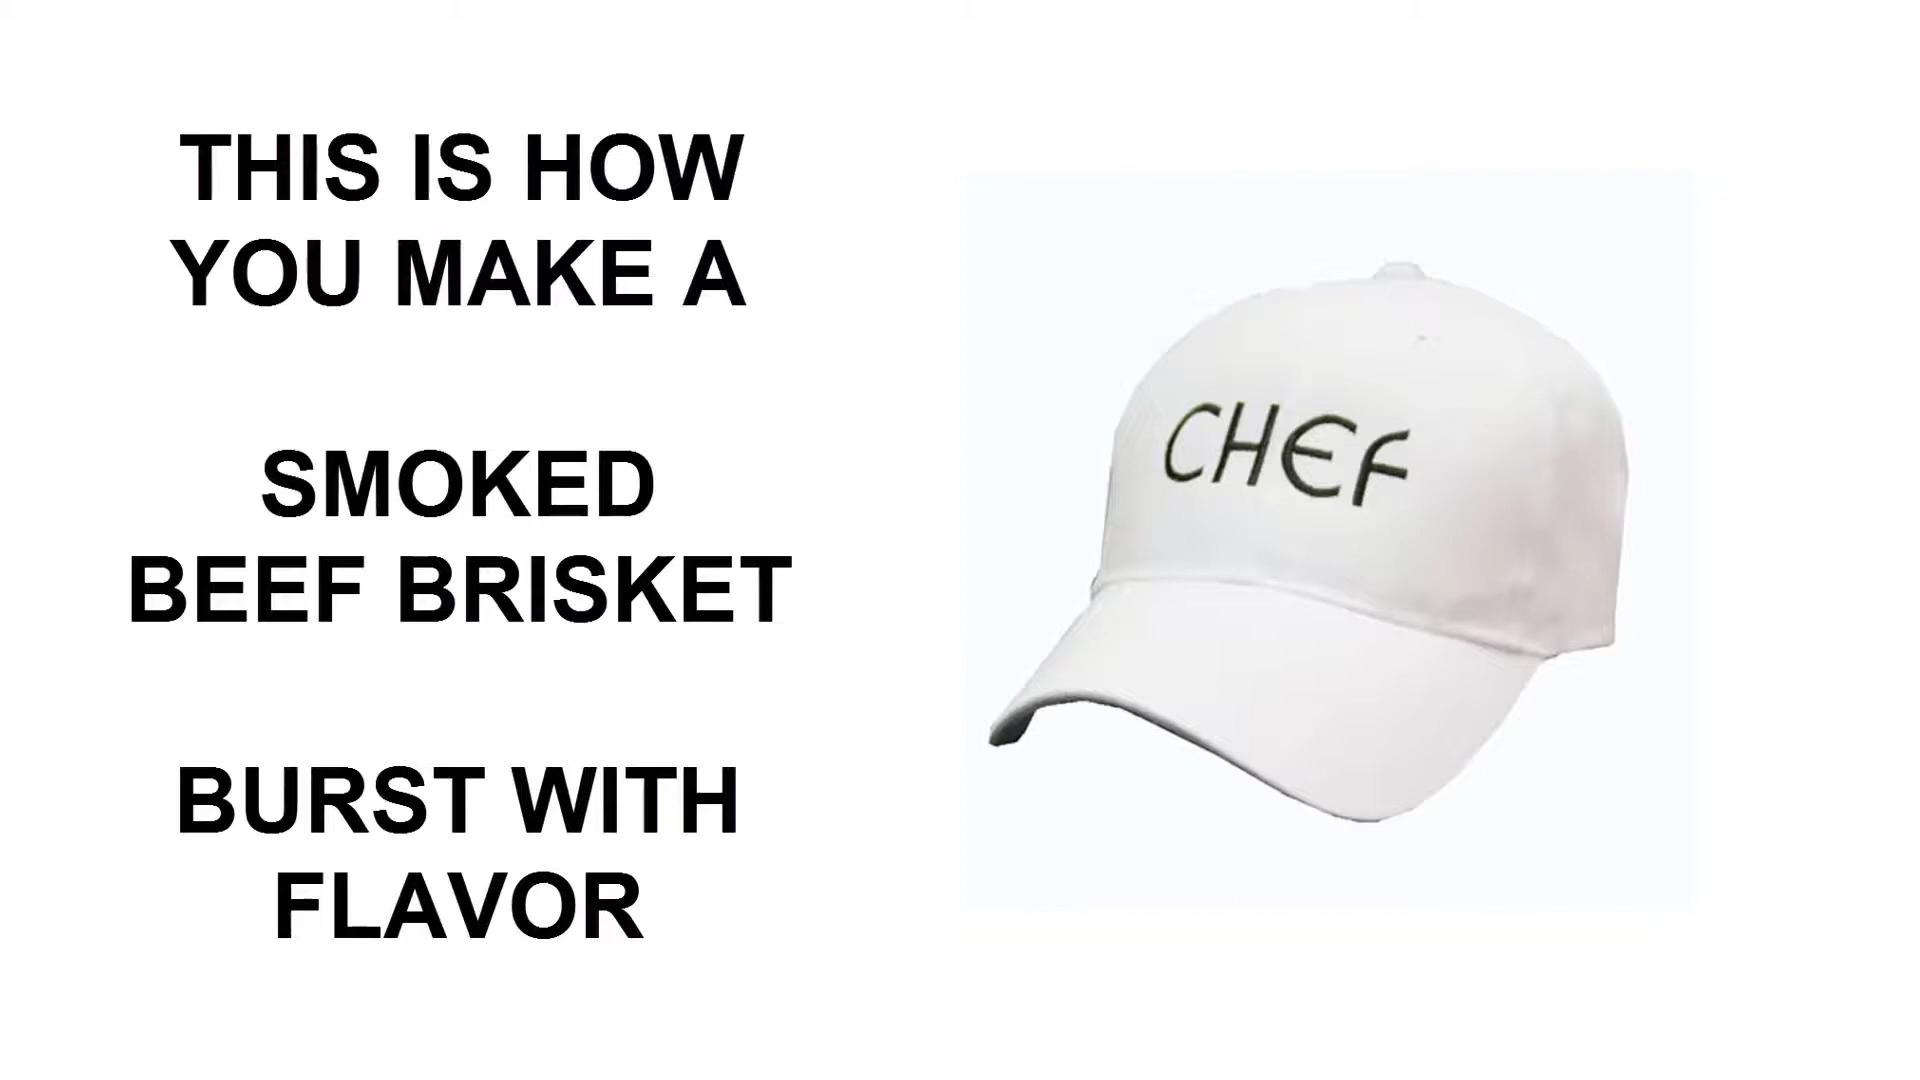 THIS IS HOW
YOU MAKE A
SMOKED
BEEF BRISKET
BURST WITH
FLAVOR
CHEF